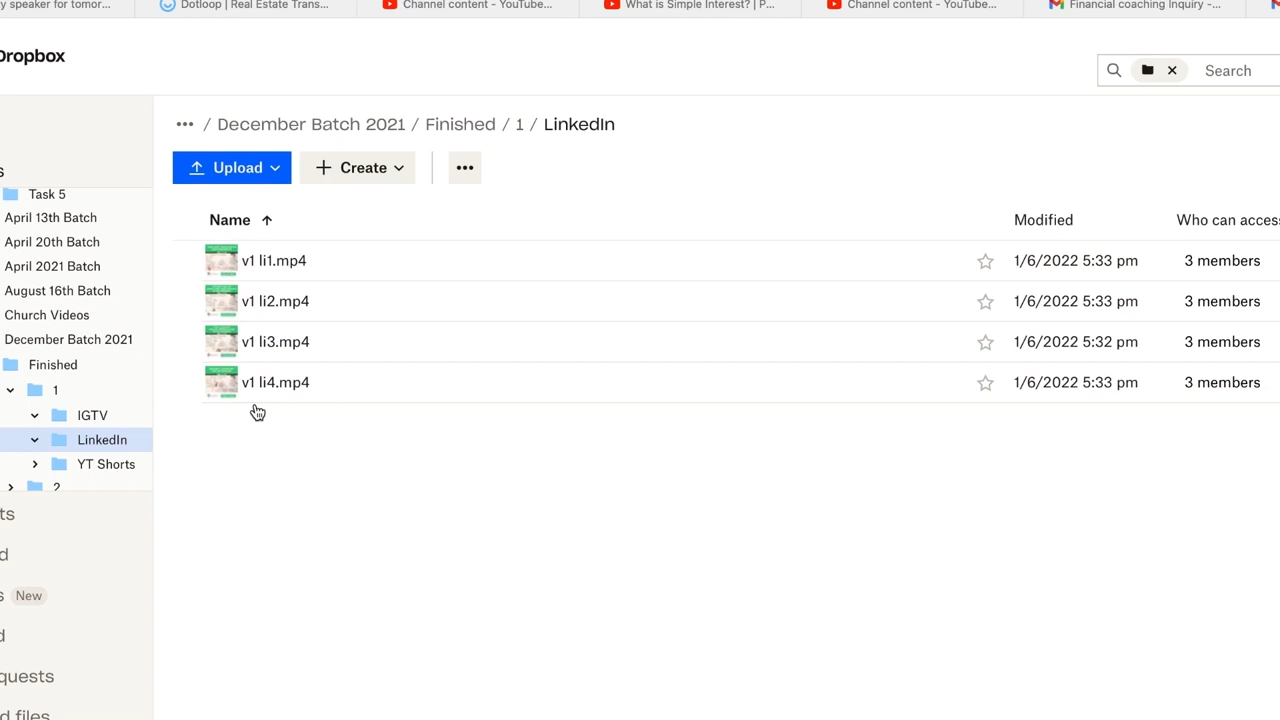 y speaker for tomor...
Dotloop | Real Estate Trans...
Channel content - YouTube...
What is Simple Interest? | P...
Channel content - YouTube...
Financial coaching Inquiry -...
Dropbox
Search
... / December Batch 2021 / Finished / 1 / LinkedIn
Upload
Create
s
Task 5
April 13th Batch
April 20th Batch
April 2021 Batch
August 16th Batch
Church Videos
December Batch 2021
Finished
1
IGTV
LinkedIn
YT Shorts
2
ts
d
s New
d
quests
d files
Name Modified Who can access
v1 li1.mp4 1/6/2022 5:33 pm 3 members
v1 li2.mp4 1/6/2022 5:33 pm 3 members
v1 li3.mp4 1/6/2022 5:32 pm 3 members
v1 li4.mp4 1/6/2022 5:33 pm 3 members